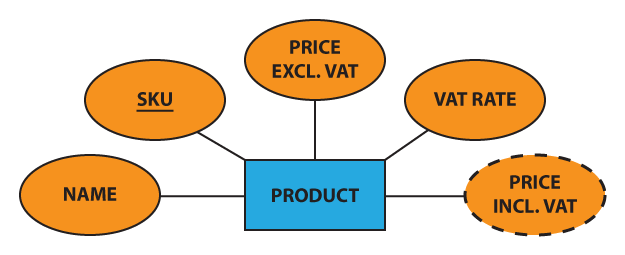 PRICE
EXCL. VAT
SKU
VAT RATE
NAME
PRODUCT
PRICE
INCL. VAT